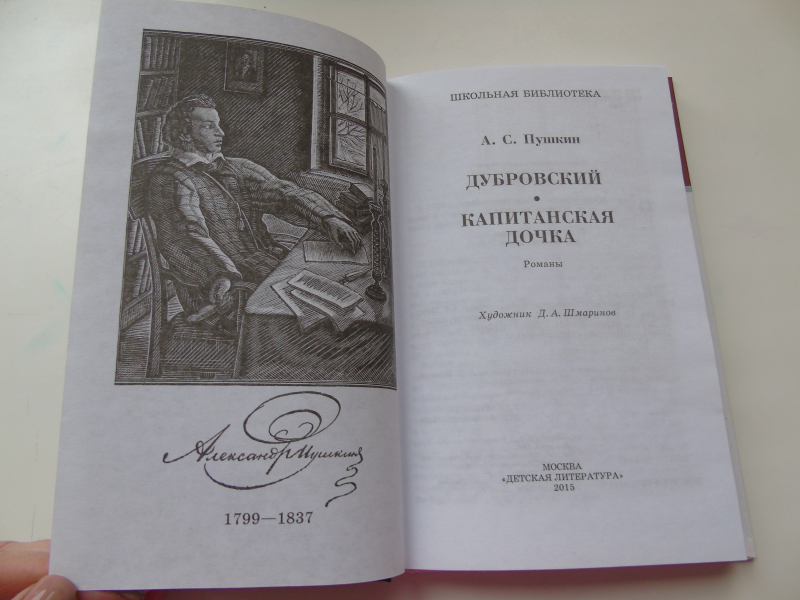 Александр Пушкин
1799—1837
ШКОЛЬНАЯ БИБЛИОТЕКА
А. С. Пушкин
ДУБРОВСКИЙ
•
КАПИТАНСКАЯ
ДОЧКА
Романы
Художник Д. А. Шмаринов
МОСКВА
«ДЕТСКАЯ ЛИТЕРАТУРА»
2015